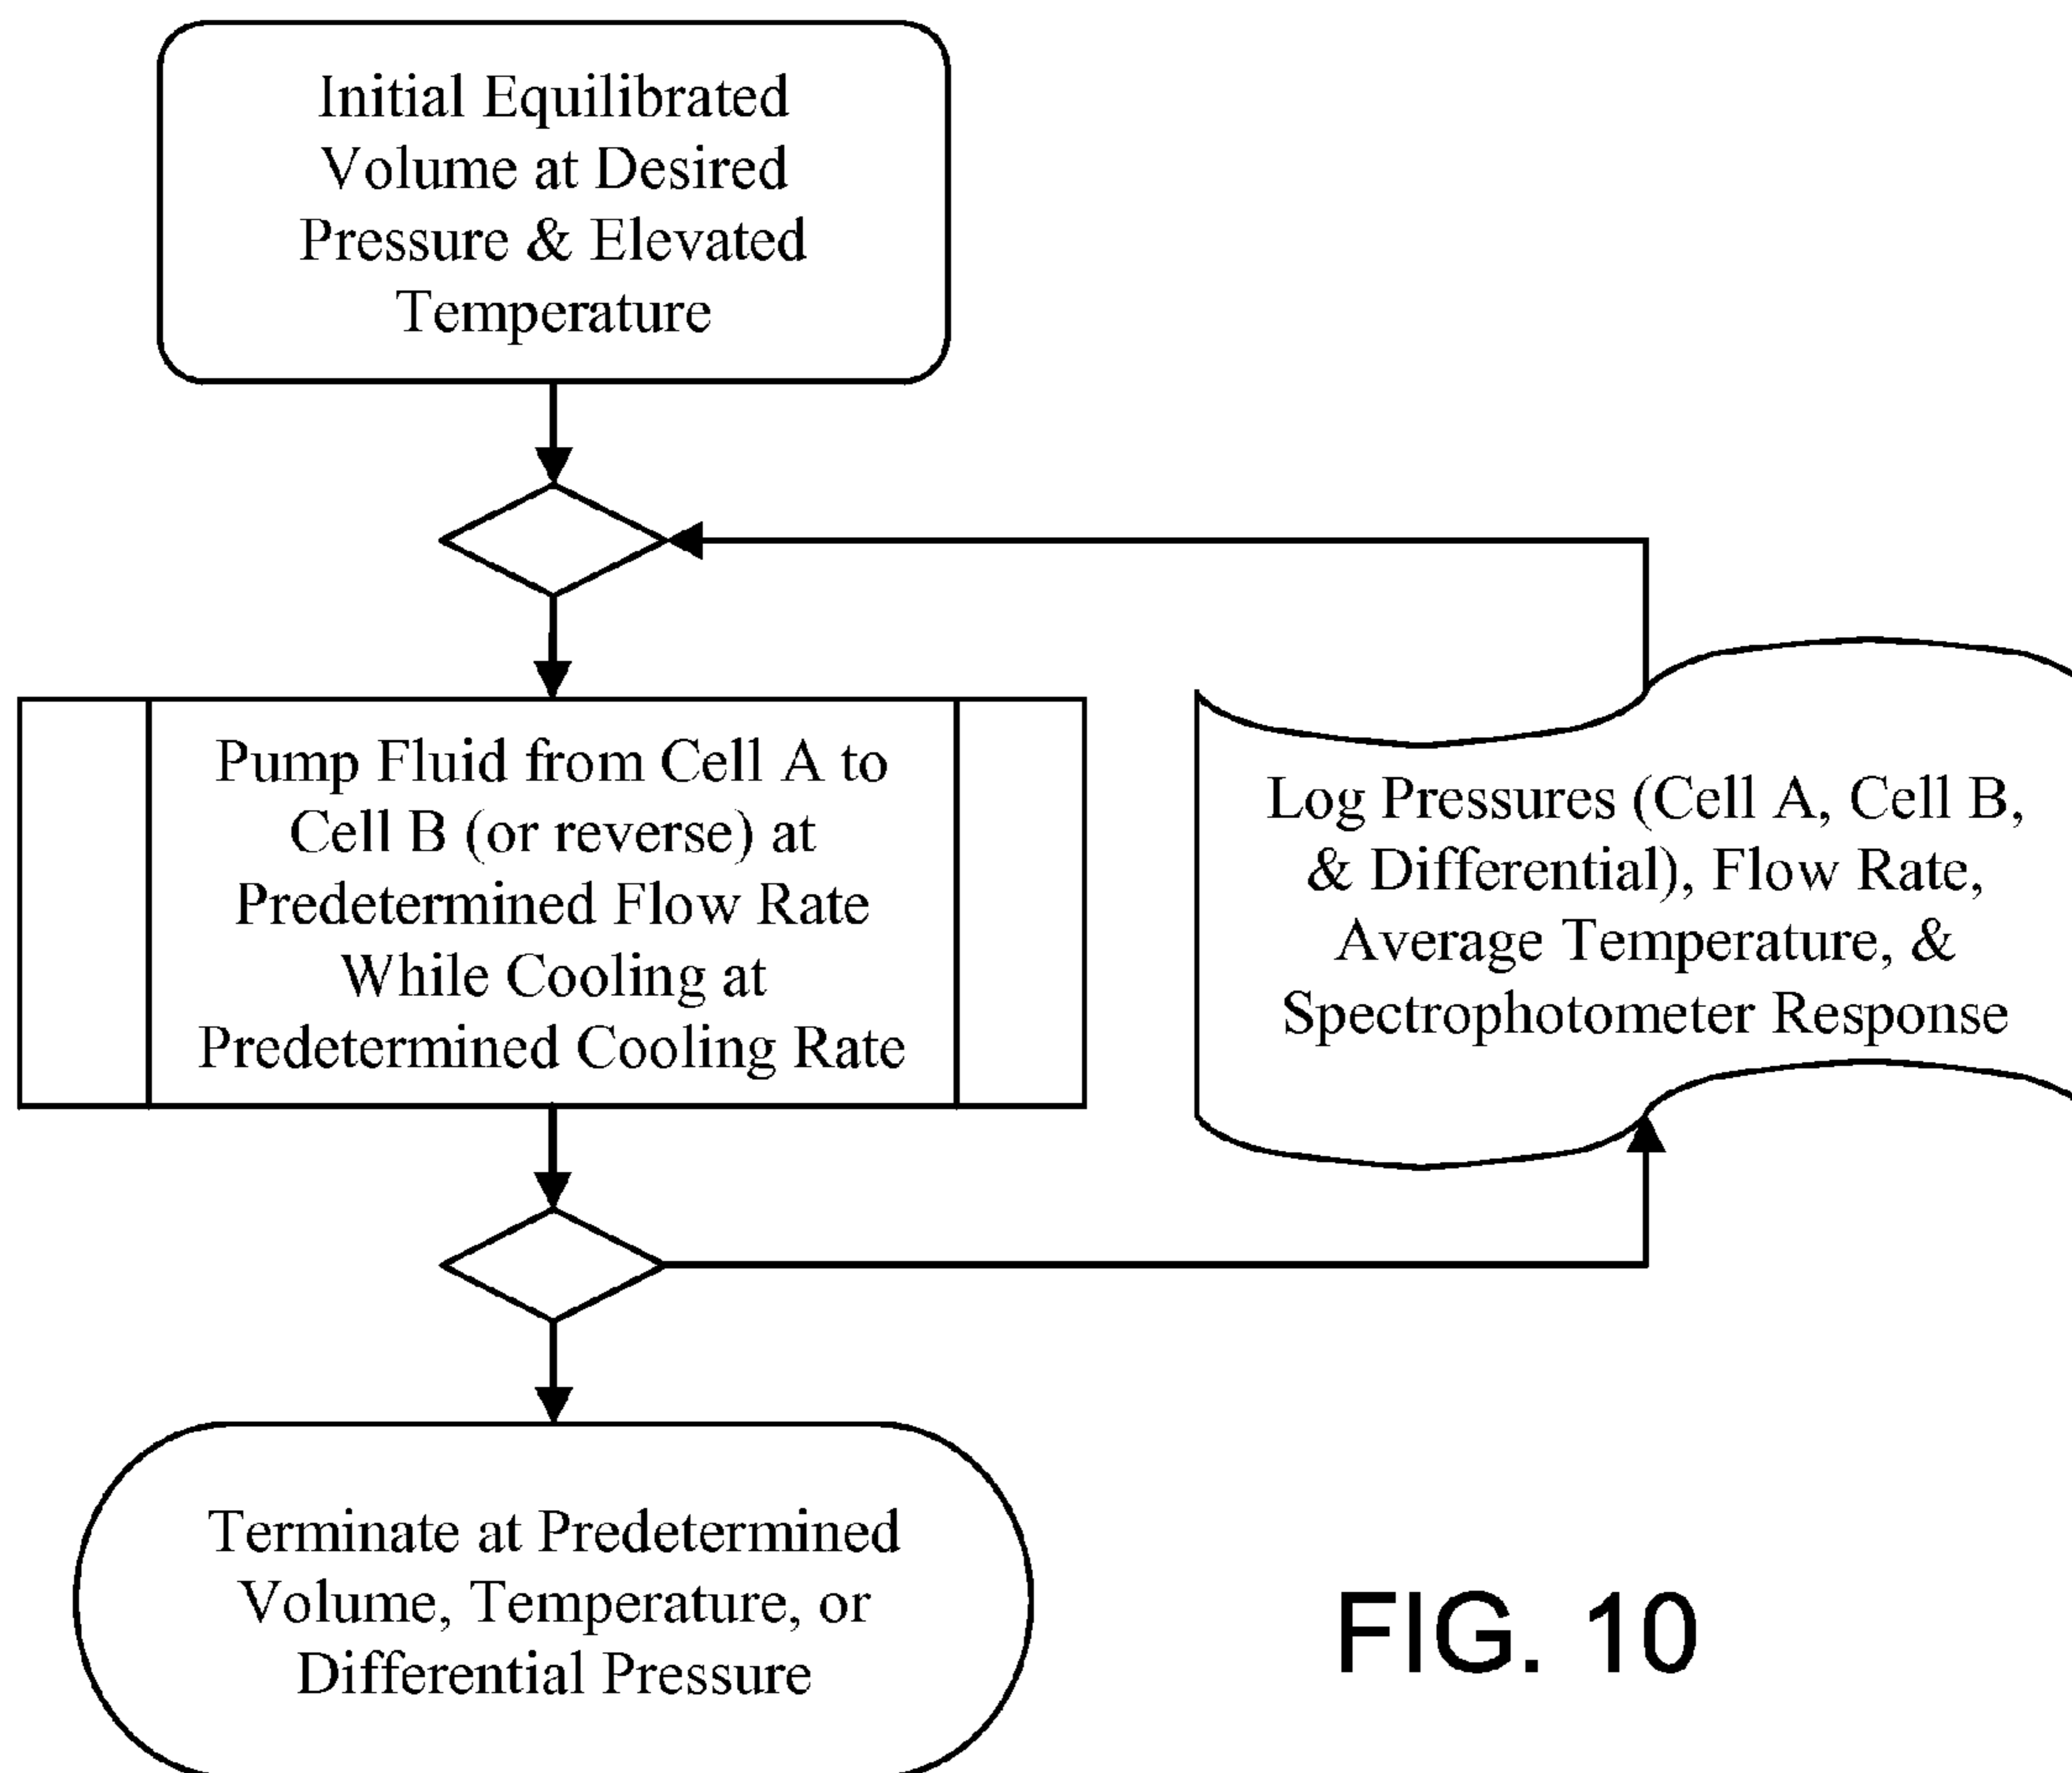 Initial Equilibrated
Volume at Desired
Pressure & Elevated
Temperature
Pump Fluid from Cell A to
Cell B (or reverse) at
Predetermined Flow Rate
While Cooling at
Predetermined Cooling Rate
Log Pressures (Cell A, Cell B,
& Differential), Flow Rate,
Average Temperature, &
Spectrophotometer Response
Terminate at Predetermined
Volume, Temperature, or
Differential Pressure
FIG. 10